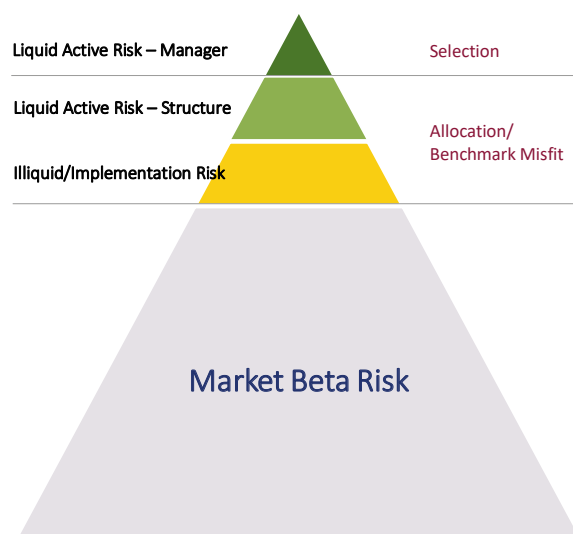 Liquid Active Risk – Manager
Selection
Liquid Active Risk – Structure
Allocation/
Benchmark Misfit
Illiquid/Implementation Risk
Market Beta Risk